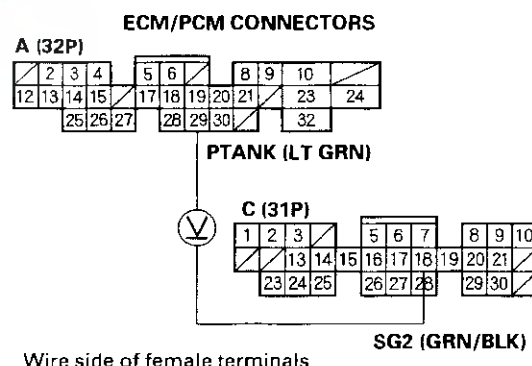 ECM/PCM CONNECTORS
A (32P)
2 3 4 5 6 8 9 10
12 13 14 15 17 18 19 20 21 23 24
25 26 27 28 29 30 32
PTANK (LT GRN)
V
C (31P)
1 2 3 5 6 7 8 9 10
13 14 15 16 17 18 19 20 21
23 24 25 26 27 28 29 30
SG2 (GRN/BLK)
Wire side of female terminals